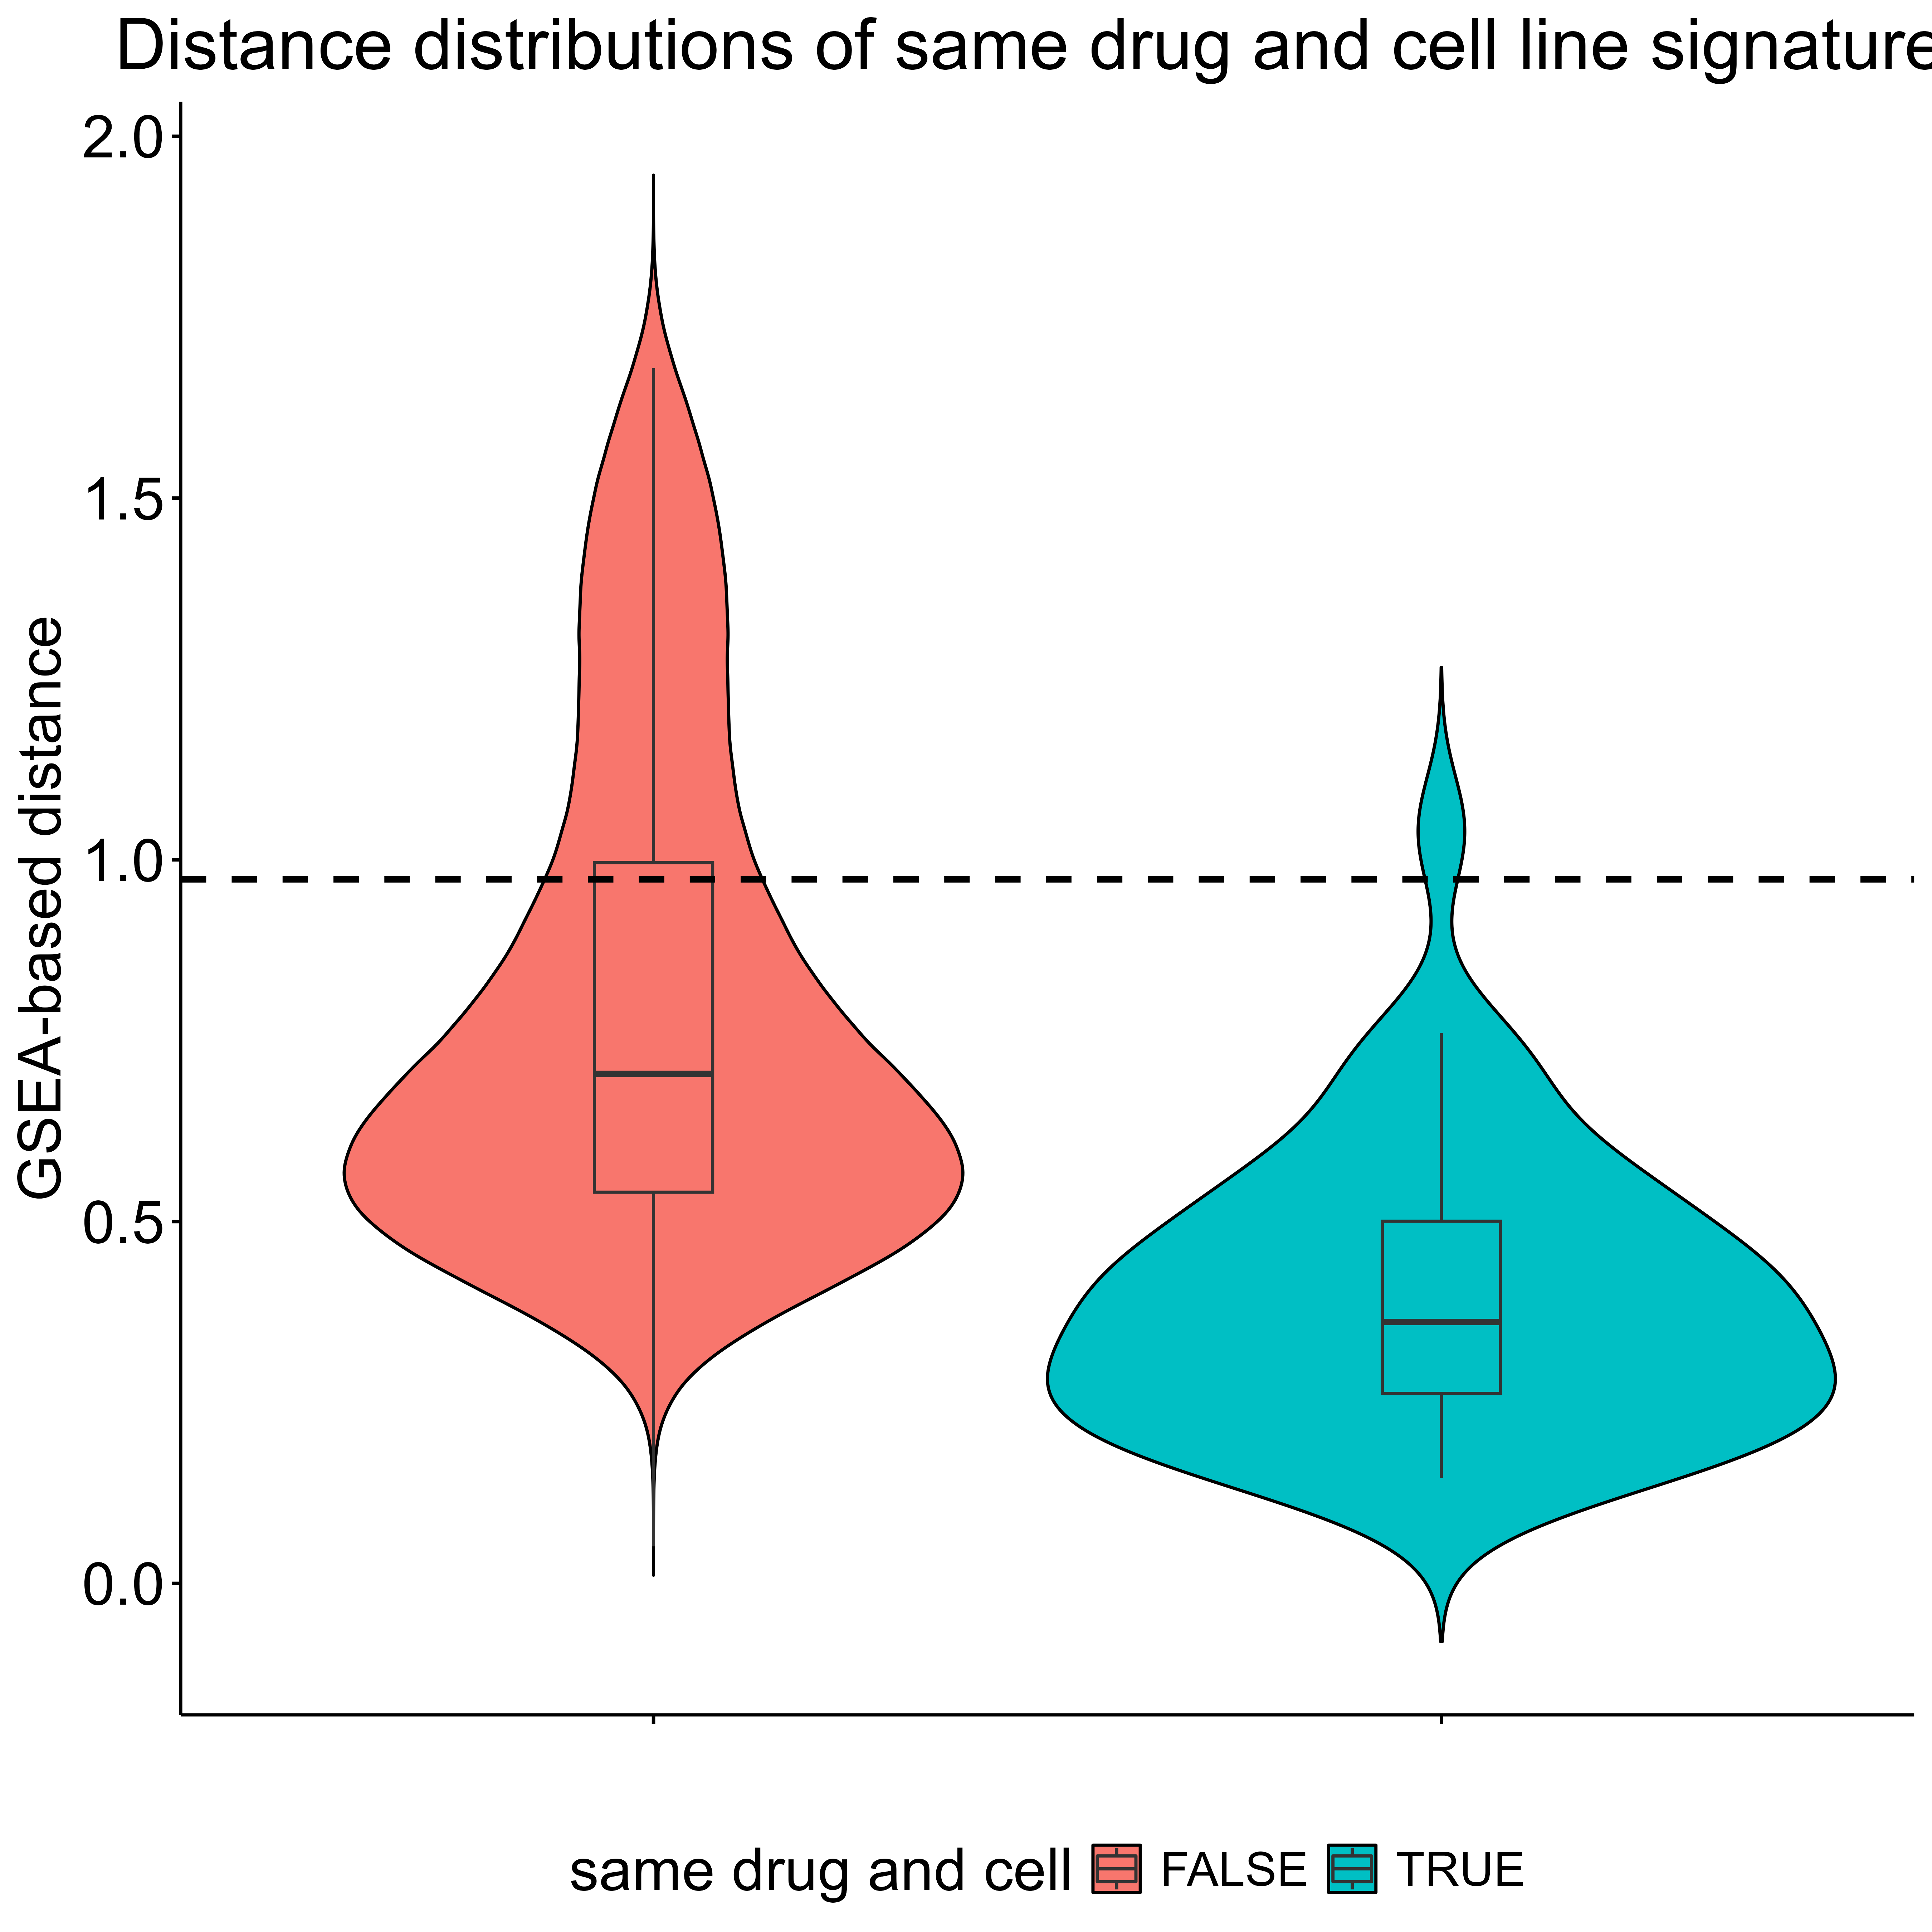 Distance distributions of same drug and cell line signature
2.0
1.5
1.0
0.5
0.0
GSEA-based distance
same drug and cell FALSE TRUE